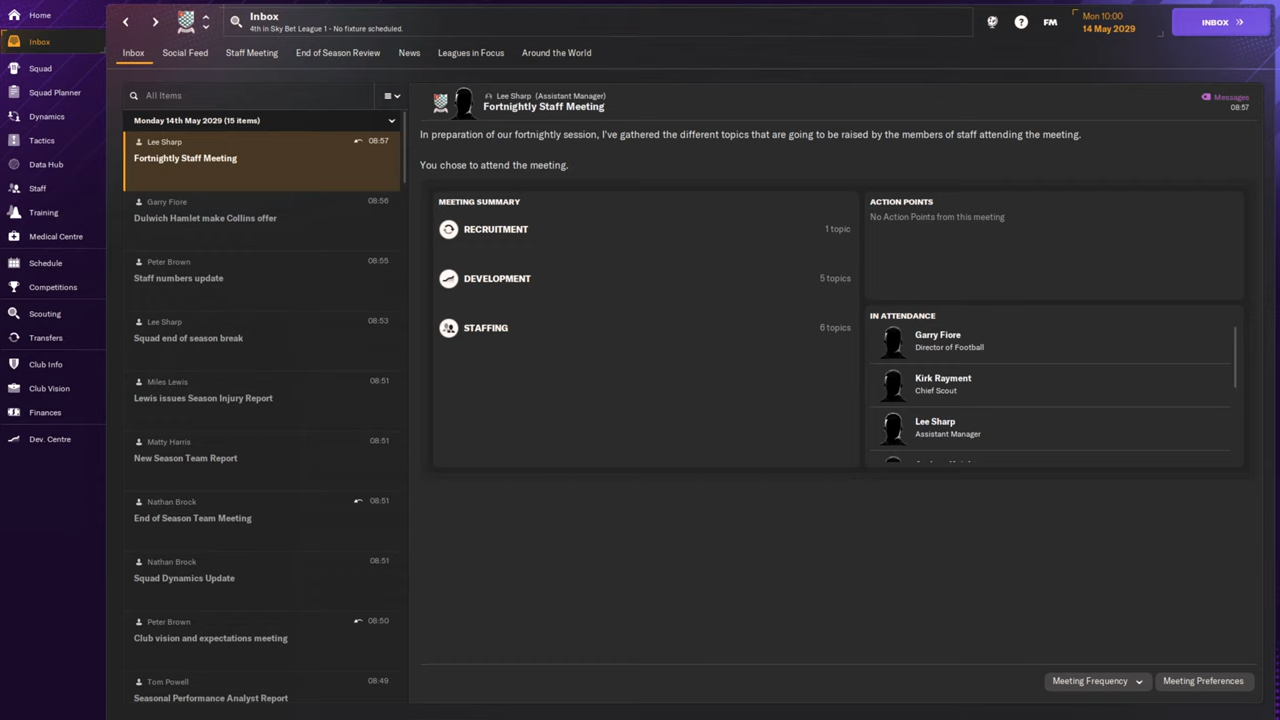 Home
Inbox
Squad
Squad Planner
Dynamics
Tactics
Data Hub
Staff
Training
Medical Centre
Schedule
Competitions
Scouting
Transfers
Club Info
Club Vision
Finances
Dev. Centre
Inbox
4th in Sky Bet League 1 - No fixture scheduled.
?
FM
Mon 10:00
14 May 2029
INBOX
Inbox
Social Feed
Staff Meeting
End of Season Review
News
Leagues in Focus
Around the World
All Items
Monday 14th May 2029 (15 items)
Lee Sharp 08:57
Fortnightly Staff Meeting
Garry Fiore 08:56
Dulwich Hamlet make Collins offer
Peter Brown 08:55
Staff numbers update
Lee Sharp 08:53
Squad end of season break
Miles Lewis 08:51
Lewis issues Season Injury Report
Matty Harris 08:51
New Season Team Report
Nathan Brock 08:51
End of Season Team Meeting
Nathan Brock 08:51
Squad Dynamics Update
Peter Brown 08:50
Club vision and expectations meeting
Tom Powell 08:49
Seasonal Performance Analyst Report
Lee Sharp (Assistant Manager)
Fortnightly Staff Meeting
Messages
08:57
In preparation of our fortnightly session, I've gathered the different topics that are going to be raised by the members of staff attending the meeting.
You chose to attend the meeting.
MEETING SUMMARY
RECRUITMENT 1 topic
DEVELOPMENT 5 topics
STAFFING 6 topics
ACTION POINTS
No Action Points from this meeting
IN ATTENDANCE
Garry Fiore
Director of Football
Kirk Rayment
Chief Scout
Lee Sharp
Assistant Manager
Meeting Frequency
Meeting Preferences